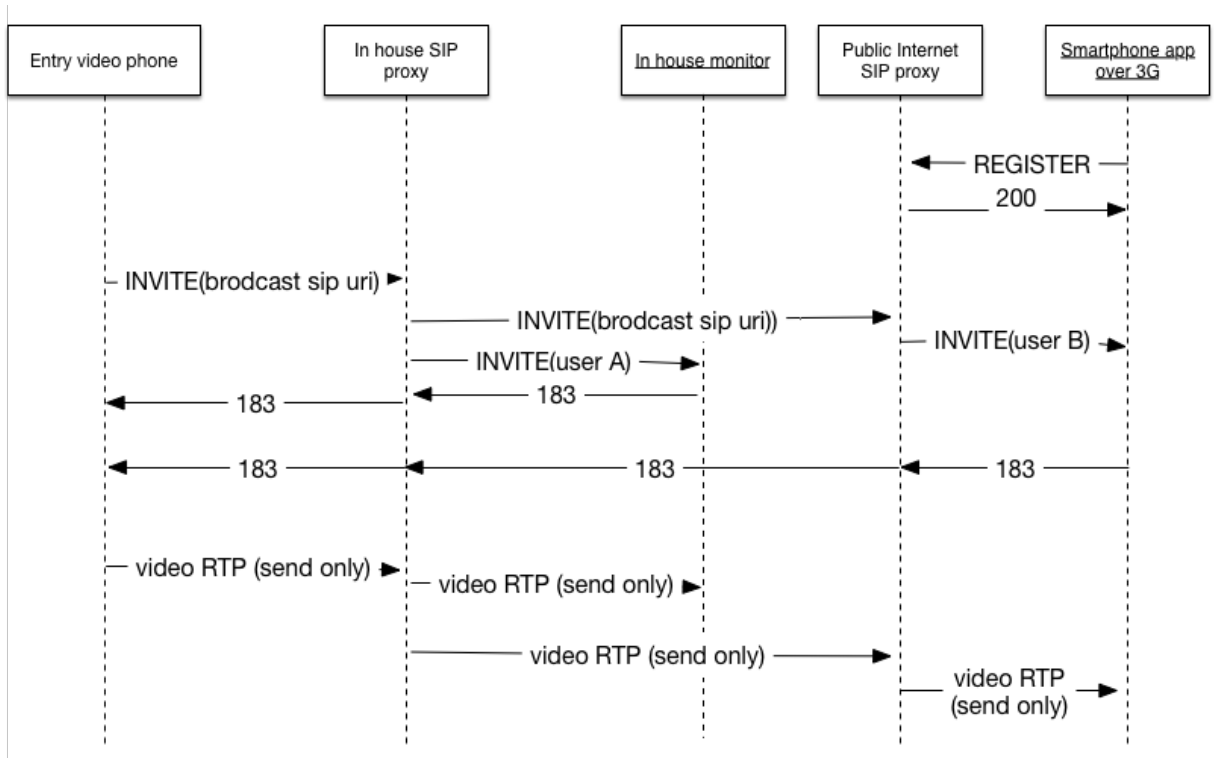 Entry video phone
In house SIP
proxy
In house monitor
Public Internet
SIP proxy
Smartphone app
over 3G
REGISTER
200
INVITE(brodcast sip uri)
INVITE(brodcast sip uri))
INVITE(user B)
INVITE(user A)
183
183
183
183
183
video RTP (send only)
video RTP (send only)
video RTP (send only)
video RTP
(send only)